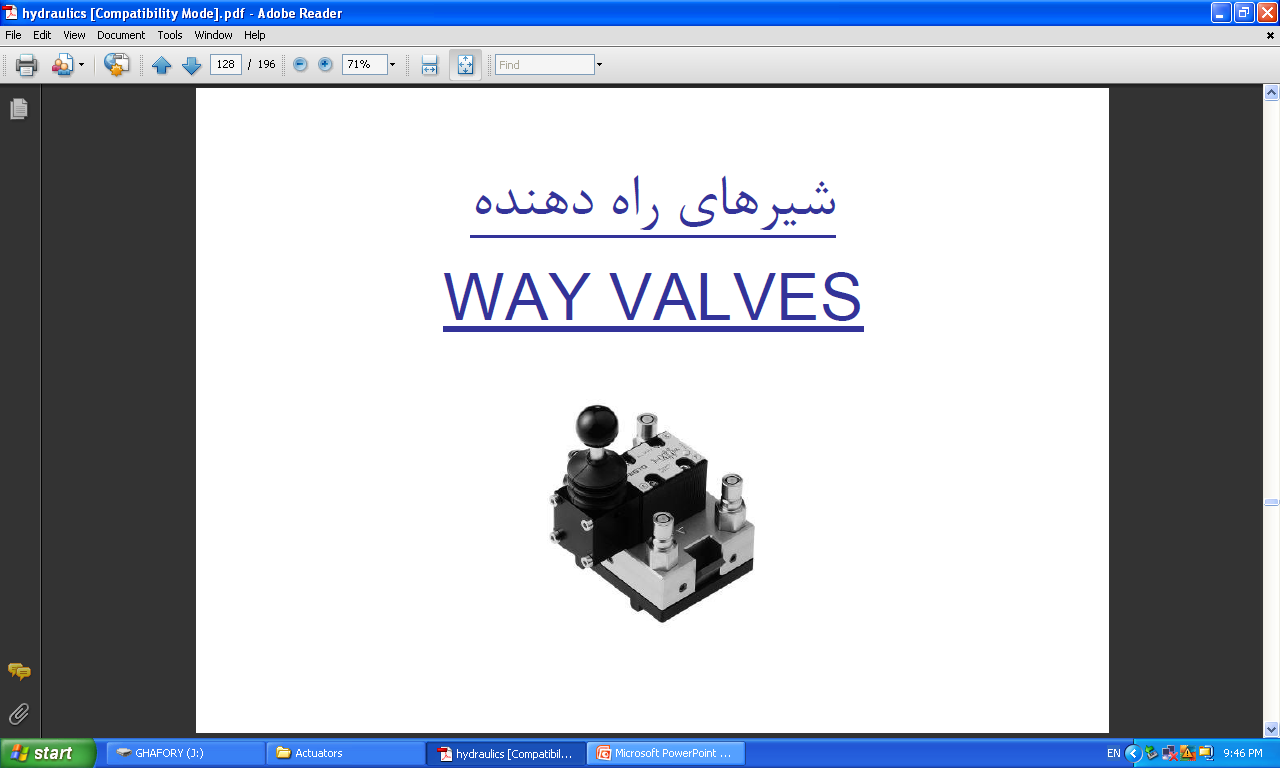 hydraulics [Compatibility Mode].pdf - Adobe Reader
File Edit View Document Tools Window Help
128 / 196 71% Find
شیرهای راه دهنده
WAY VALVES
start GHAFORY (J:) Actuators hydraulics [Compatibil... Microsoft PowerPoint ... EN 9:46 PM